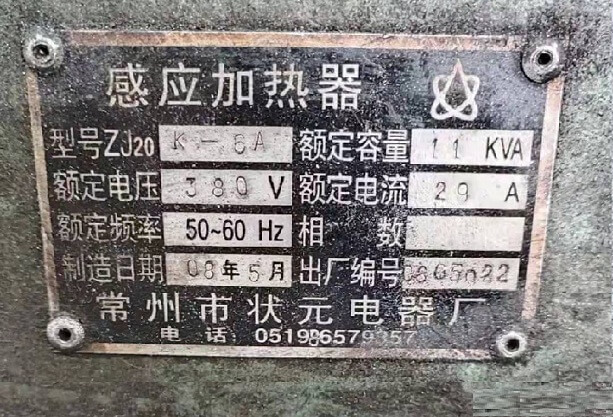 感应加热器
型号ZJ20 K-8A 额定容量 11 KVA
额定电压 380 V 额定电流 29 A
额定频率 50~60 Hz 相数
制造日期 08年5月 出厂编号
常州市状元电器厂
电话